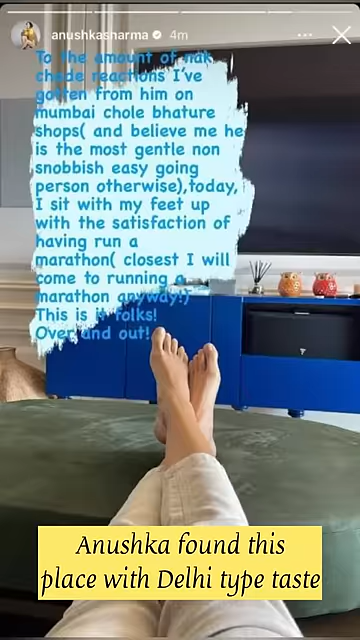 anushkasharma 4m
To the amount of nak
chade reactions I've
gotten from him on
mumbai chole bhature
shops( and believe me he
is the most gentle non
snobbish easy going
person otherwise),today,
I sit with my feet up
with the satisfaction of
having run a
marathon( closest I will
come to running a
marathon anyway!)
This is it folks!
Over and out!
Anushka found this
place with Delhi type taste